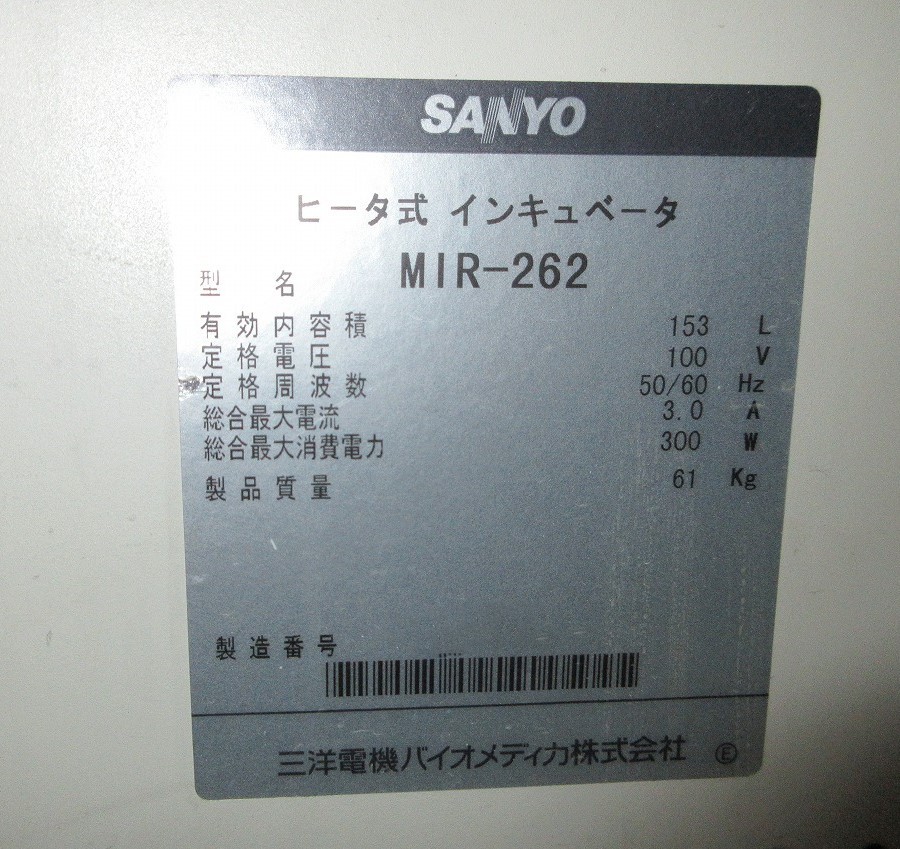 SANYO
ヒータ式 インキュベータ
型名 MIR-262
有効内容積 153 L
定格電圧 100 V
定格周波数 50/60 Hz
総合最大電流 3.0 A
総合最大消費電力 300 W
製品質量 61 Kg
製造番号
三洋電機バイオメディカ株式会社 Ⓔ